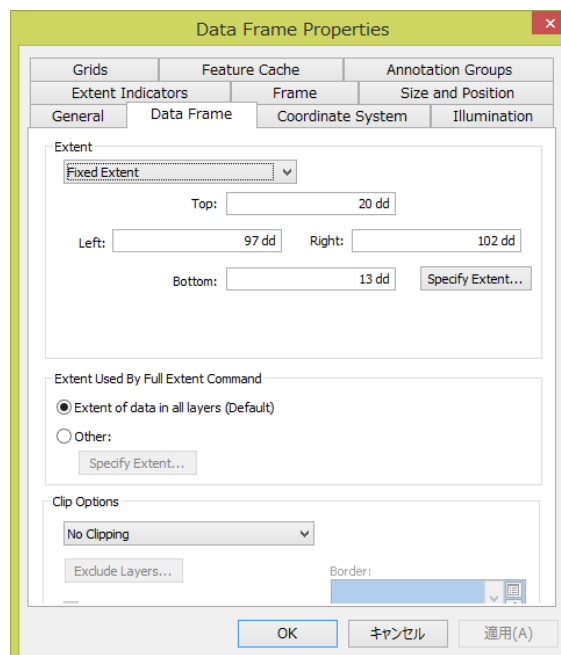 Data Frame Properties
Grids Feature Cache Annotation Groups
Extent Indicators Frame Size and Position
General Data Frame Coordinate System Illumination
Extent
Fixed Extent
Top: 20 dd
Left: 97 dd Right: 102 dd
Bottom: 13 dd Specify Extent...
Extent Used By Full Extent Command
Extent of data in all layers (Default)
Other:
Specify Extent...
Clip Options
No Clipping
Exclude Layers... Border:
OK キャンセル 適用(A)